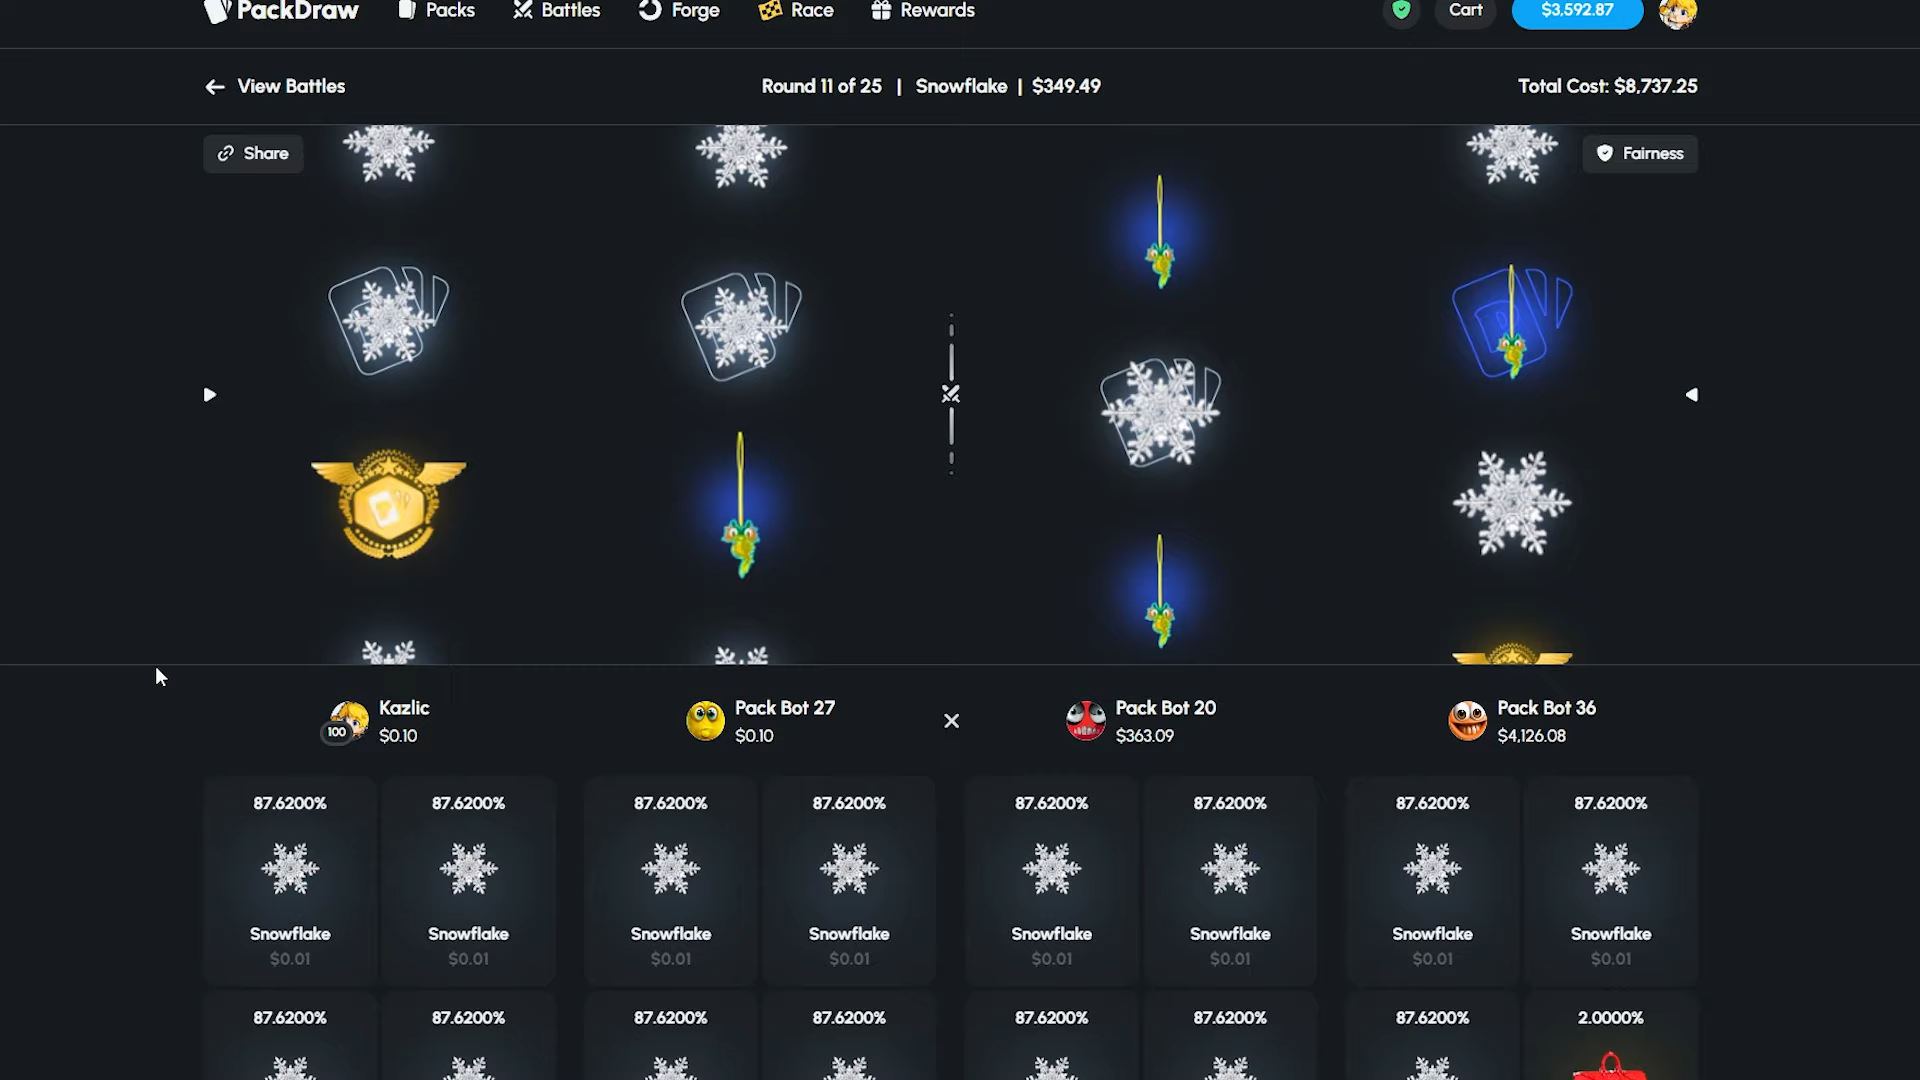 PackDraw Packs Battles Forge Race Rewards Cart $3,592.87
View Battles Round 11 of 25 | Snowflake | $349.49 Total Cost: $8,737.25
Share Fairness
Kazlic Pack Bot 27 Pack Bot 20 Pack Bot 36
100 $0.10 $0.10 $363.09 $4,126.08
87.6200% 87.6200% 87.6200% 87.6200% 87.6200% 87.6200% 87.6200% 87.6200%
Snowflake Snowflake Snowflake Snowflake Snowflake Snowflake Snowflake Snowflake
$0.01 $0.01 $0.01 $0.01 $0.01 $0.01 $0.01 $0.01
87.6200% 87.6200% 87.6200% 87.6200% 87.6200% 87.6200% 87.6200% 2.0000%